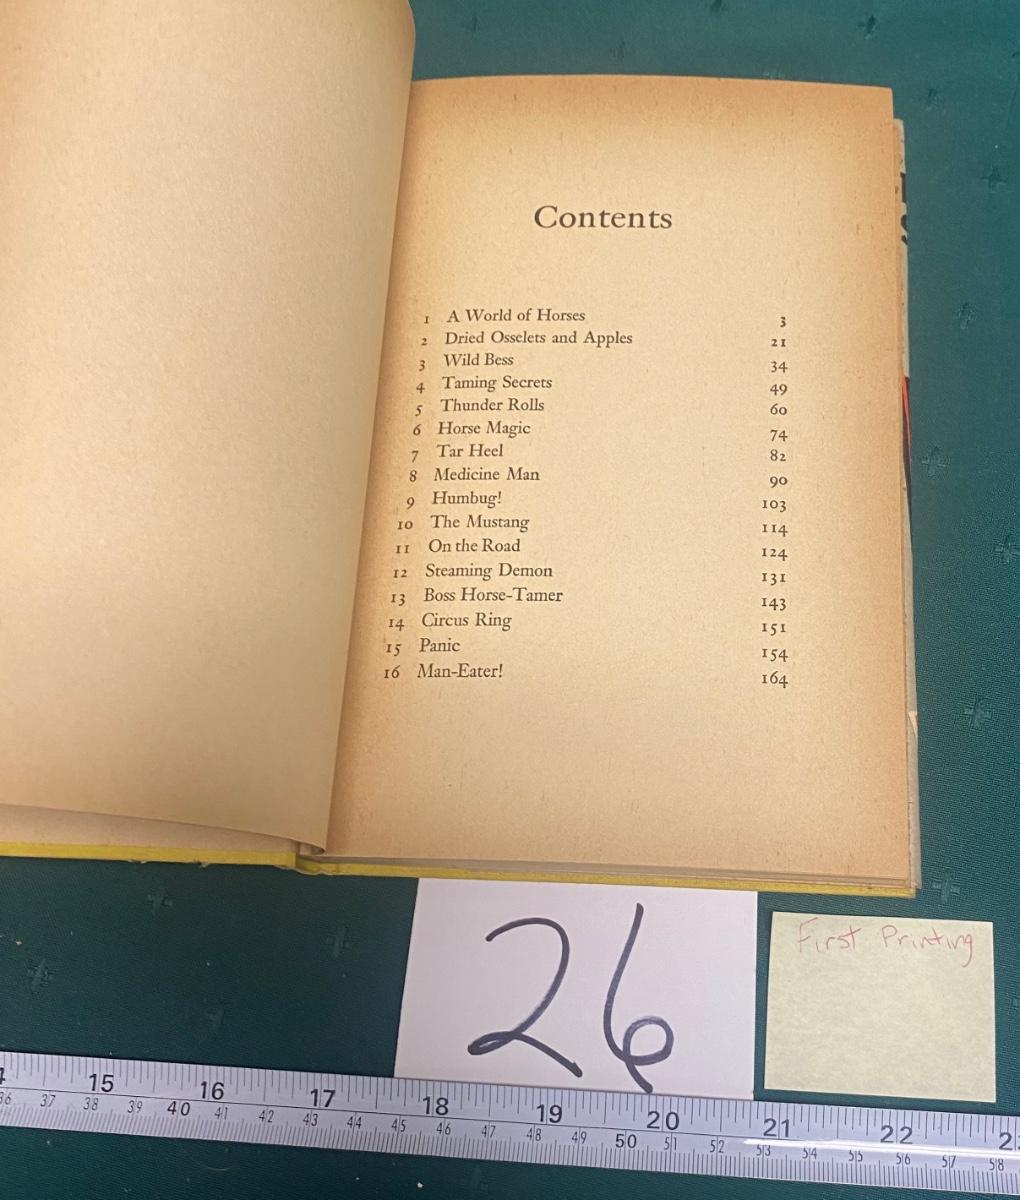 Contents
1 A World of Horses 3
2 Dried Osselets and Apples 21
3 Wild Bess 34
4 Taming Secrets 49
5 Thunder Rolls 60
6 Horse Magic 74
7 Tar Heel 82
8 Medicine Man 90
9 Humbug! 103
10 The Mustang 114
11 On the Road 124
12 Steaming Demon 131
13 Boss Horse-Tamer 143
14 Circus Ring 151
15 Panic 154
16 Man-Eater! 164
26
First Printing
15 16 17 18 19 20 21 22
37 38 39 40 41 42 43 44 45 46 47 48 49 50 51 52 53 54 55 56 57 58